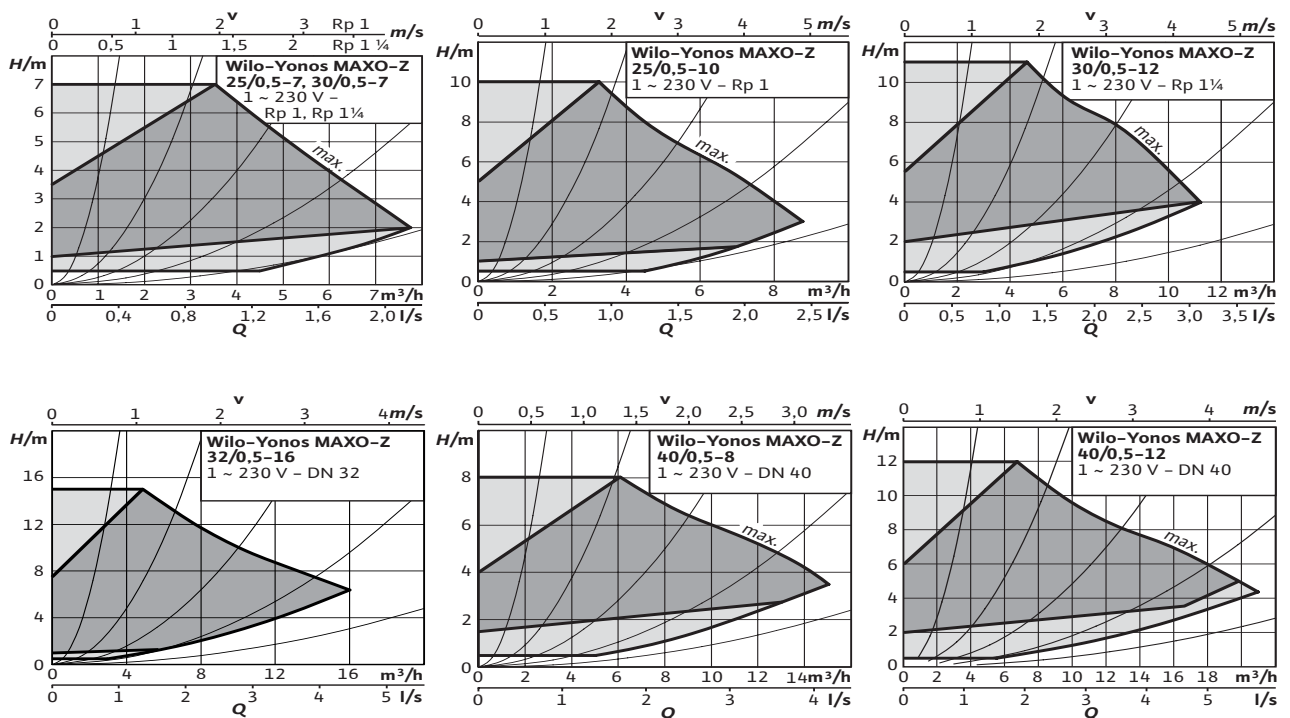 0 1 2 v 3 Rp 1 m/s
0 0,5 1 1,5 2 Rp 1 ¼
H/m
Wilo-Yonos MAXO-Z
25/0,5-7, 30/0,5-7
1 ~ 230 V –
Rp 1, Rp 1¼
7
6
5
4
3
2
1
0
max.
0 1 2 3 4 5 6 7 m³/h
0 0,4 0,8 1,2 1,6 2,0 l/s
Q
0 1 2 v 3 4 5 m/s
H/m
Wilo-Yonos MAXO-Z
25/0,5-10
1 ~ 230 V – Rp 1
10
8
6
4
2
0
max.
0 2 4 6 8 m³/h
0 0,5 1,0 1,5 2,0 2,5 l/s
Q
0 1 2 v 3 4 5 m/s
H/m
Wilo-Yonos MAXO-Z
30/0,5-12
1 ~ 230 V – Rp 1¼
10
8
6
4
2
0
max.
0 2 4 6 8 10 12 m³/h
0 0,5 1,0 1,5 2,0 2,5 3,0 3,5 l/s
Q
0 1 2 v 3 4 m/s
H/m
Wilo-Yonos MAXO-Z
32/0,5-16
1 ~ 230 V – DN 32
16
12
8
4
0
4 8 16 m³/h
0 1 2 3 4 5 l/s
Q
0 0,5 1,0 1,5 v 2,0 2,5 3,0 m/s
H/m
Wilo-Yonos MAXO-Z
40/0,5-8
1 ~ 230 V – DN 40
8
6
4
2
0
max.
0 2 4 6 8 10 14 m³/h
0 1 2 3 4 l/s
Q
0 1 2 v 3 4 m/s
H/m
Wilo-Yonos MAXO-Z
40/0,5-12
1 ~ 230 V – DN 40
12
10
8
6
4
2
0
max.
0 2 4 6 8 10 12 14 16 18 m³/h
0 1 2 3 4 5 l/s
Q